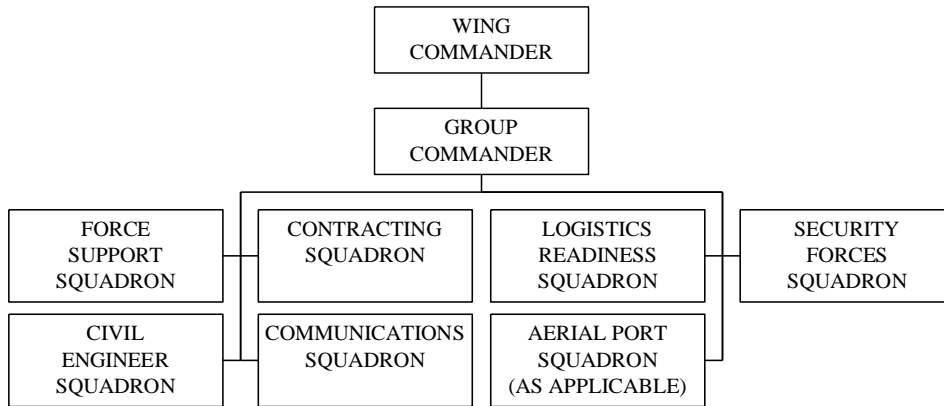 WING
COMMANDER
GROUP
COMMANDER
FORCE
SUPPORT
SQUADRON
CONTRACTING
SQUADRON
LOGISTICS
READINESS
SQUADRON
SECURITY
FORCES
SQUADRON
CIVIL
ENGINEER
SQUADRON
COMMUNICATIONS
SQUADRON
AERIAL PORT
SQUADRON
(AS APPLICABLE)